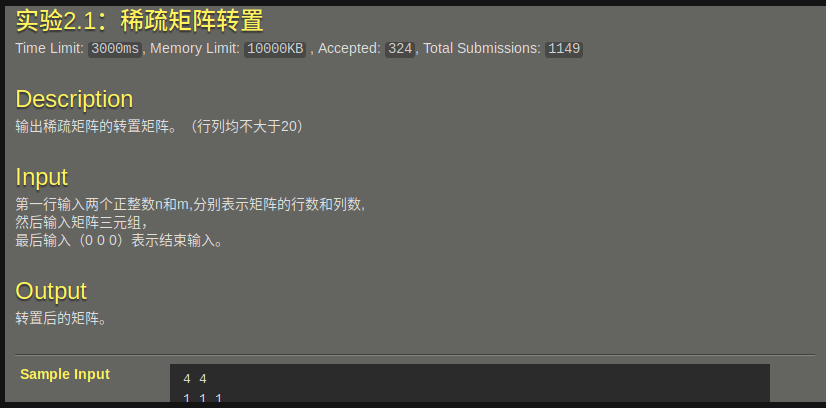 实验2.1：稀疏矩阵转置
Time Limit: 3000ms, Memory Limit: 10000KB , Accepted: 324, Total Submissions: 1149
Description
输出稀疏矩阵的转置矩阵。（行列均不大于20）
Input
第一行输入两个正整数n和m,分别表示矩阵的行数和列数,
然后输入矩阵三元组，
最后输入（0 0 0）表示结束输入。
Output
转置后的矩阵。
Sample Input
4 4
1 1 1